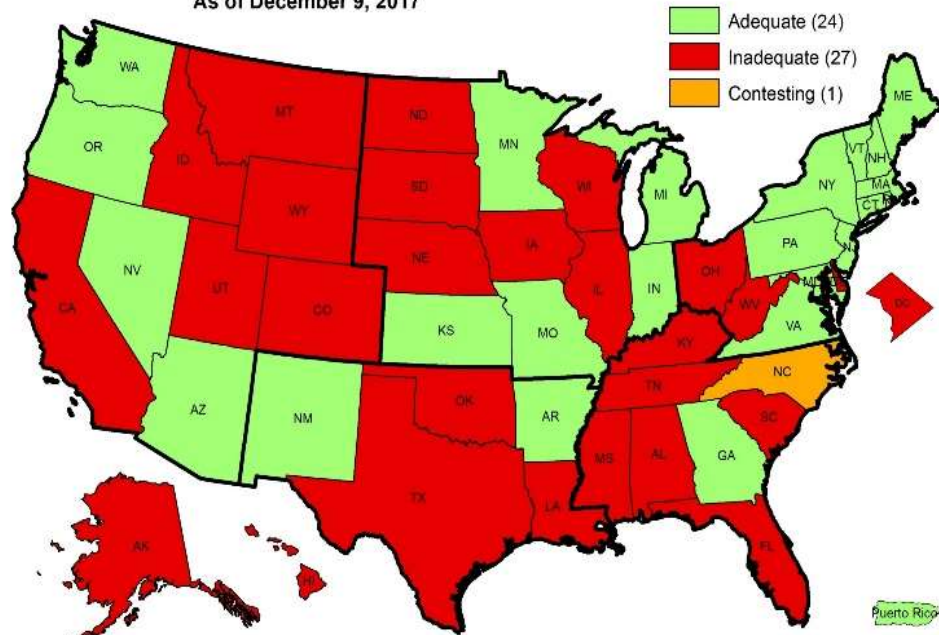 As of December 9, 2017
Adequate (24)
Inadequate (27)
Contesting (1)
WA
MT
ND
MN
ME
OR
ID
SD
WI
MI
VT
NH
NY
MA
CT
WY
IA
NE
PA
NV
UT
CO
IL
IN
OH
WV
MD
DC
CA
KS
MO
KY
VA
AZ
NM
OK
AR
TN
NC
SC
TX
LA
MS
AL
GA
FL
AK
HI
Puerto Rico